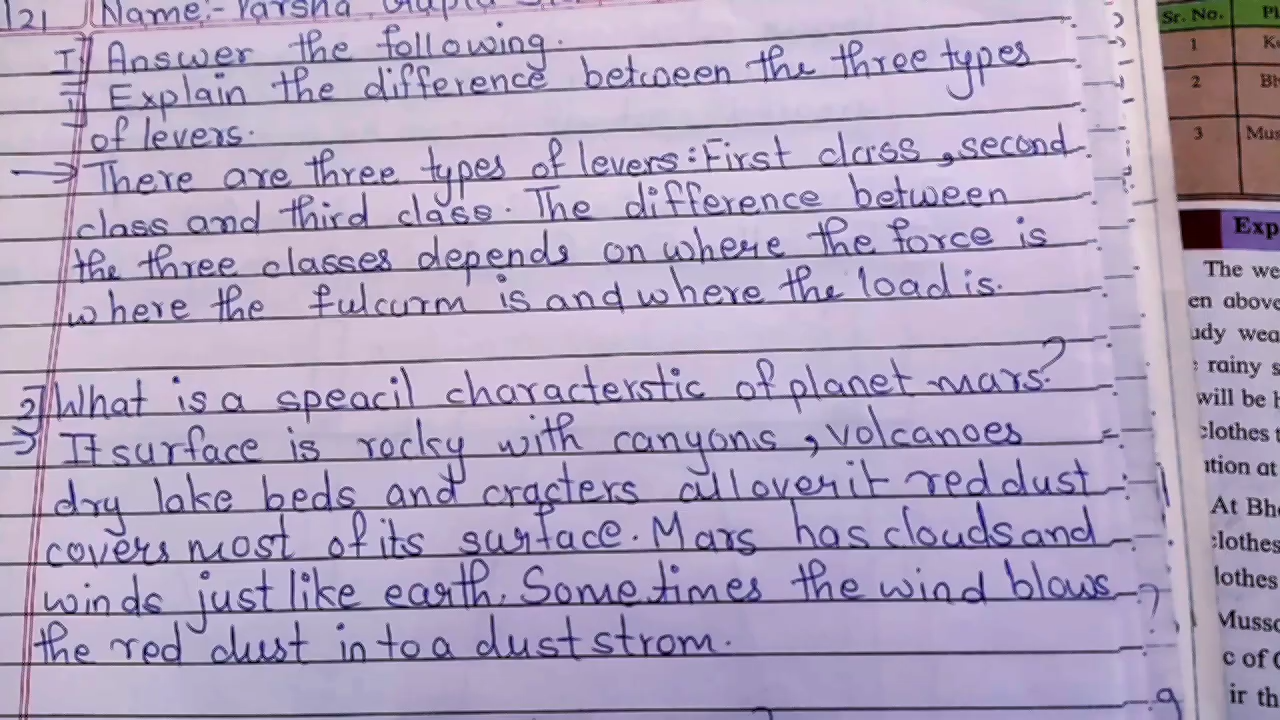 121 Name:- Varsha Gupta
I] Answer the following.
1] Explain the difference between the three types
of levers.
→ There are three types of levers: First class, second
class and third class. The difference between
the three classes depends on where the force is
where the fulcurm is and where the load is.
2] What is a speacil characterstic of planet mars?
→ It surface is rocky with canyons, volcanoes
dry lake beds and cracters all over it red dust
covers most of its surface. Mars has clouds and
winds just like earth. Sometimes the wind blows
the red dust in to a dust strom.
Sr. No.
1
2
3
Exp
The we
en above
udy wea
rainy s
will be
clothes
ation at
At Bh
clothes
lothes
Musso
c of
ir th